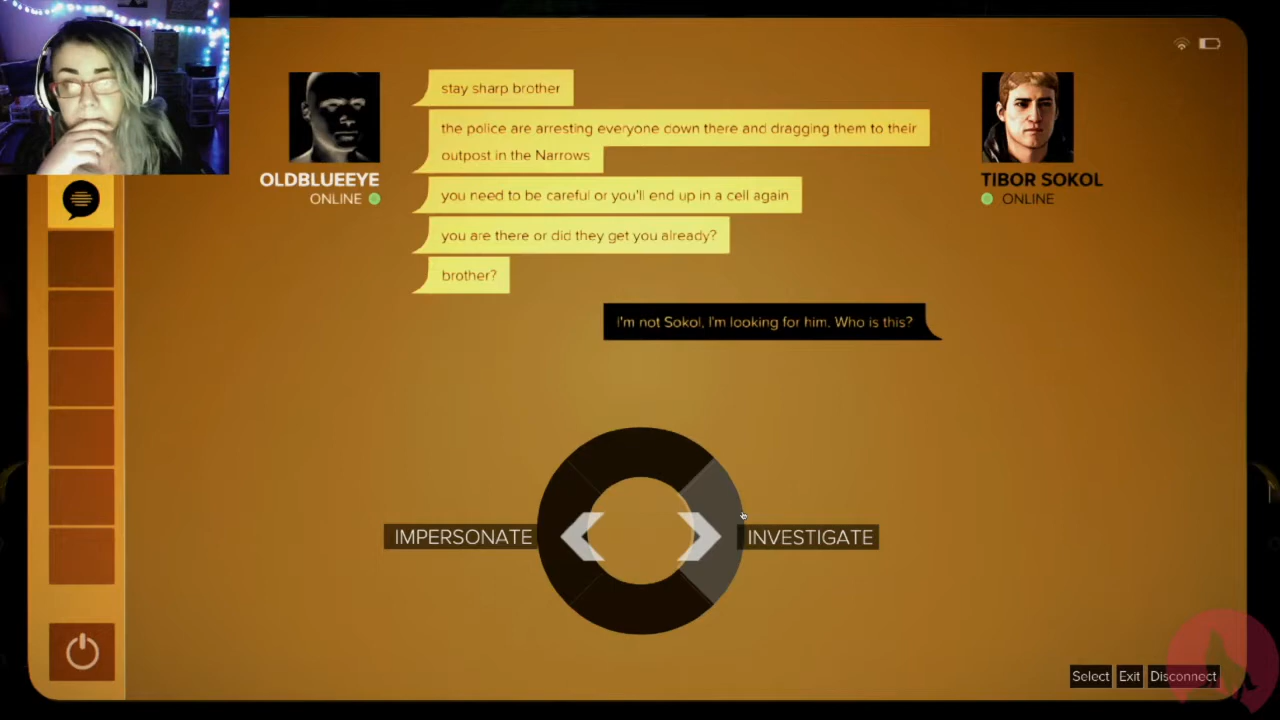 stay sharp brother
the police are arresting everyone down there and dragging them to their
outpost in the Narrows
you need to be careful or you'll end up in a cell again
you are there or did they get you already?
brother?
I'm not Sokol, I'm looking for him. Who is this?
OLDBLUEEYE
ONLINE
TIBOR SOKOL
ONLINE
IMPERSONATE
INVESTIGATE
Select Exit Disconnect